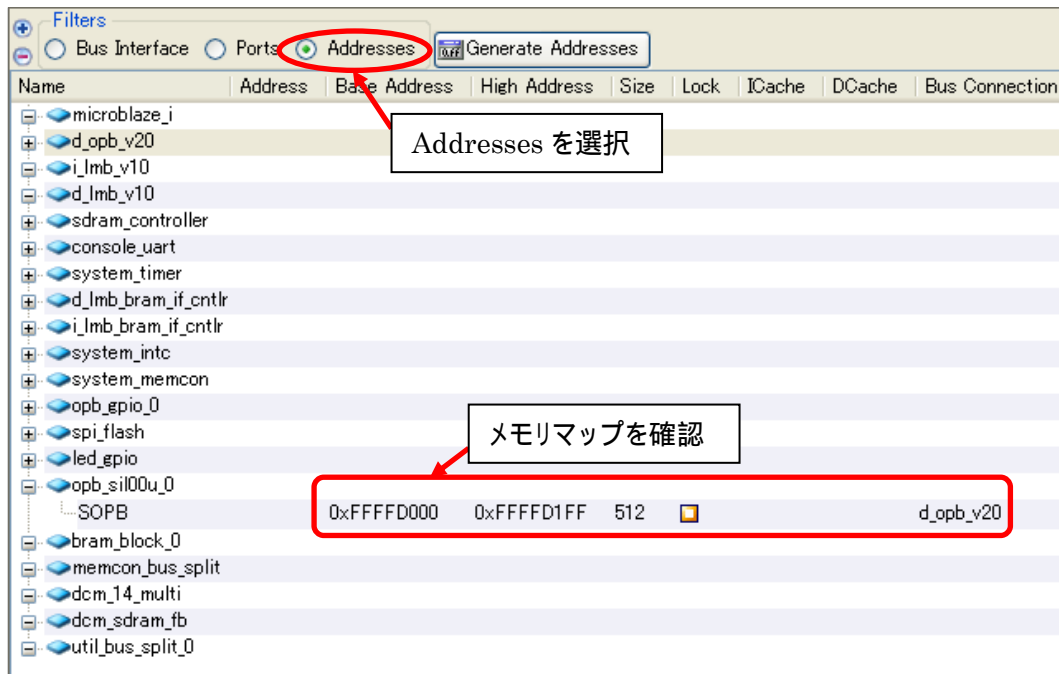 Filters
Bus Interface Ports Addresses Generate Addresses
Name Address Base Address High Address Size Lock ICache DCache Bus Connection
microblaze_i
Addresses を選択
d_opb_v20
i_lmb_v10
d_lmb_v10
sdram_controller
console_uart
system_timer
d_lmb_bram_if_cntlr
i_lmb_bram_if_cntlr
system_intc
system_memcon
opb_gpio_0
メモリマップを確認
spi_flash
led_gpio
opb_sil00u_0
SOPB 0xFFFFD000 0xFFFFD1FF 512 d_opb_v20
bram_block_0
memcon_bus_split
dcm_14_multi
dcm_sdram_fb
util_bus_split_0